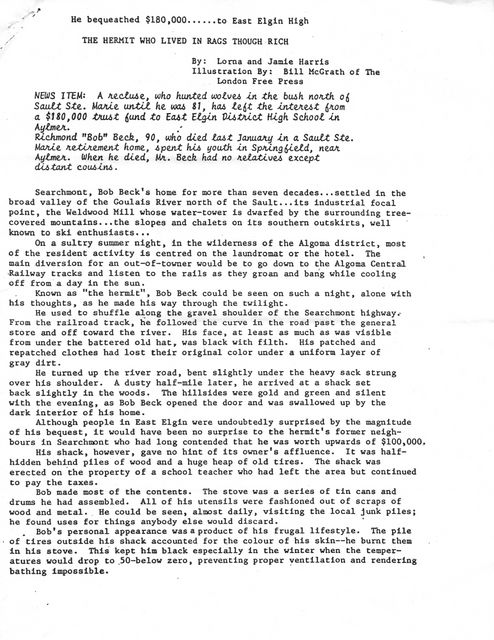 He bequeathed $180,000......to East Elgin High
THE HERMIT WHO LIVED IN RAGS THOUGH RICH
By: Lorna and Jamie Harris
Illustration By: Bill McGrath of The
London Free Press
NEWS ITEM: A recluse, who hunted wolves in the bush north of
Sault Ste. Marie until he was 81, has left the interest from
a $180,000 trust fund to East Elgin District High School in
Aylmer.
Richmond "Bob" Beck, 90, who died last January in a Sault Ste.
Marie retirement home, spent his youth in Springfield, near
Aylmer. When he died, Mr. Beck had no relatives except
distant cousins.
Searchmont, Bob Beck's home for more than seven decades...settled in the
broad valley of the Goulais River north of the Sault...its industrial focal
point, the Weldwood Mill whose water-tower is dwarfed by the surrounding tree-
covered mountains...the slopes and chalets on its southern outskirts, well
known to ski enthusiasts...
On a sultry summer night, in the wilderness of the Algoma district, most
of the resident activity is centred on the laundromat or the hotel. The
main diversion for an out-of-towner would be to go down to the Algoma Central
Railway tracks and listen to the rails as they groan and bang while cooling
off from a day in the sun.
Known as "the hermit", Bob Beck could be seen on such a night, alone with
his thoughts, as he made his way through the twilight.
He used to shuffle along the gravel shoulder of the Searchmont highway.
From the railroad track, he followed the curve in the road past the general
store and off toward the river. His face, at least as much as was visible
from under the battered old hat, was black with filth. His patched and
repatched clothes had lost their original color under a uniform layer of
gray dirt.
He turned up the river road, bent slightly under the heavy sack strung
over his shoulder. A dusty half-mile later, he arrived at a shack set
back slightly in the woods. The hillsides were gold and green and silent
with the evening, as Bob Beck opened the door and was swallowed up by the
dark interior of his home.
Although people in East Elgin were undoubtedly surprised by the magnitude
of his bequest, it would have been no surprise to the hermit's former neigh-
bours in Searchmont who had long contended that he was worth upwards of $100,000.
His shack, however, gave no hint of its owner's affluence. It was half-
hidden behind piles of wood and a huge heap of old tires. The shack was
erected on the property of a school teacher who had left the area but continued
to pay the taxes.
Bob made most of the contents. The stove was a series of tin cans and
drums he had assembled. All of his utensils were fashioned out of scraps of
wood and metal. He could be seen, almost daily, visiting the local junk piles;
he found uses for things anybody else would discard.
Bob's personal appearance was a product of his frugal lifestyle. The pile
of tires outside his shack accounted for the colour of his skin--he burnt them
in his stove. This kept him black especially in the winter when the temper-
atures would drop to 50-below zero, preventing proper ventilation and rendering
bathing impossible.